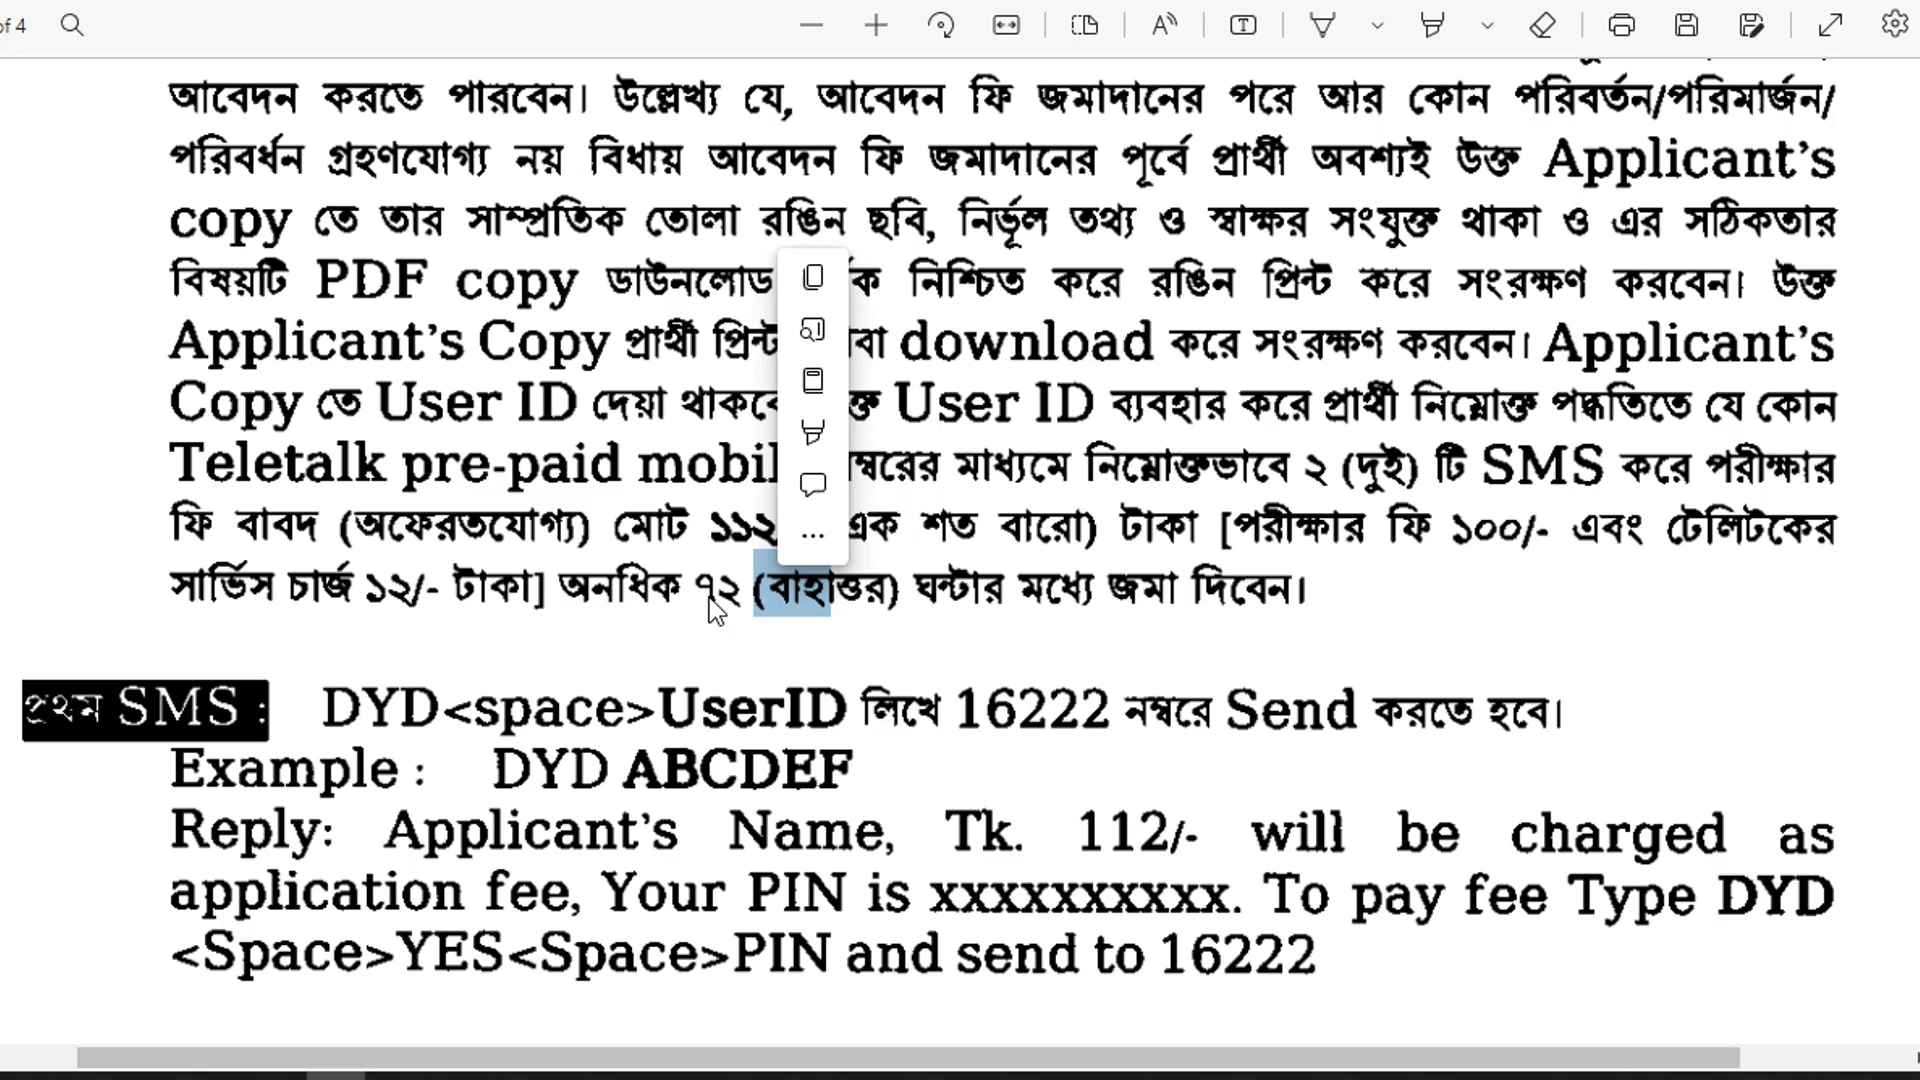 of 4
আবেদন করতে পারবেন। উল্লেখ্য যে, আবেদন ফি জমাদানের পরে আর কোন পরিবর্তন/পরিমার্জন/
পরিবর্ধন গ্রহণযোগ্য নয় বিধায় আবেদন ফি জমাদানের পূর্বে প্রার্থী অবশ্যই উক্ত Applicant's
copy তে তার সাম্প্রতিক তোলা রঙিন ছবি, নির্ভূল তথ্য ও স্বাক্ষর সংযুক্ত থাকা ও এর সঠিকতার
বিষয়টি PDF copy ডাউনলোড নিশ্চিত করে রঙিন প্রিন্ট করে সংরক্ষণ করবেন। উক্ত
Applicant's Copy প্রার্থী প্রিন্ট download করে সংরক্ষণ করবেন। Applicant's
Copy তে User ID দেয়া User ID ব্যবহার করে প্রার্থী নিম্নোক্ত পদ্ধতিতে যে কোন
Teletalk pre-paid মাধ্যমে নিম্নোক্তভাবে ২ (দুই) টি SMS করে পরীক্ষার
ফি বাবদ (অফেরতযোগ্য) মোট ১১২ এক শত বারো) টাকা [পরীক্ষার ফি ১০০/- এবং টেলিটকের
সার্ভিস চার্জ ১২/- টাকা] অনধিক ৭২ (বাহাত্তর) ঘন্টার মধ্যে জমা দিবেন।
প্রথম SMS : DYD<space>UserID লিখে 16222 নম্বরে Send করতে হবে।
Example : DYD ABCDEF
Reply: Applicant's Name, Tk. 112/- will be charged as
application fee, Your PIN is xxxxxxxxxx. To pay fee Type DYD
<Space>YES<Space>PIN and send to 16222